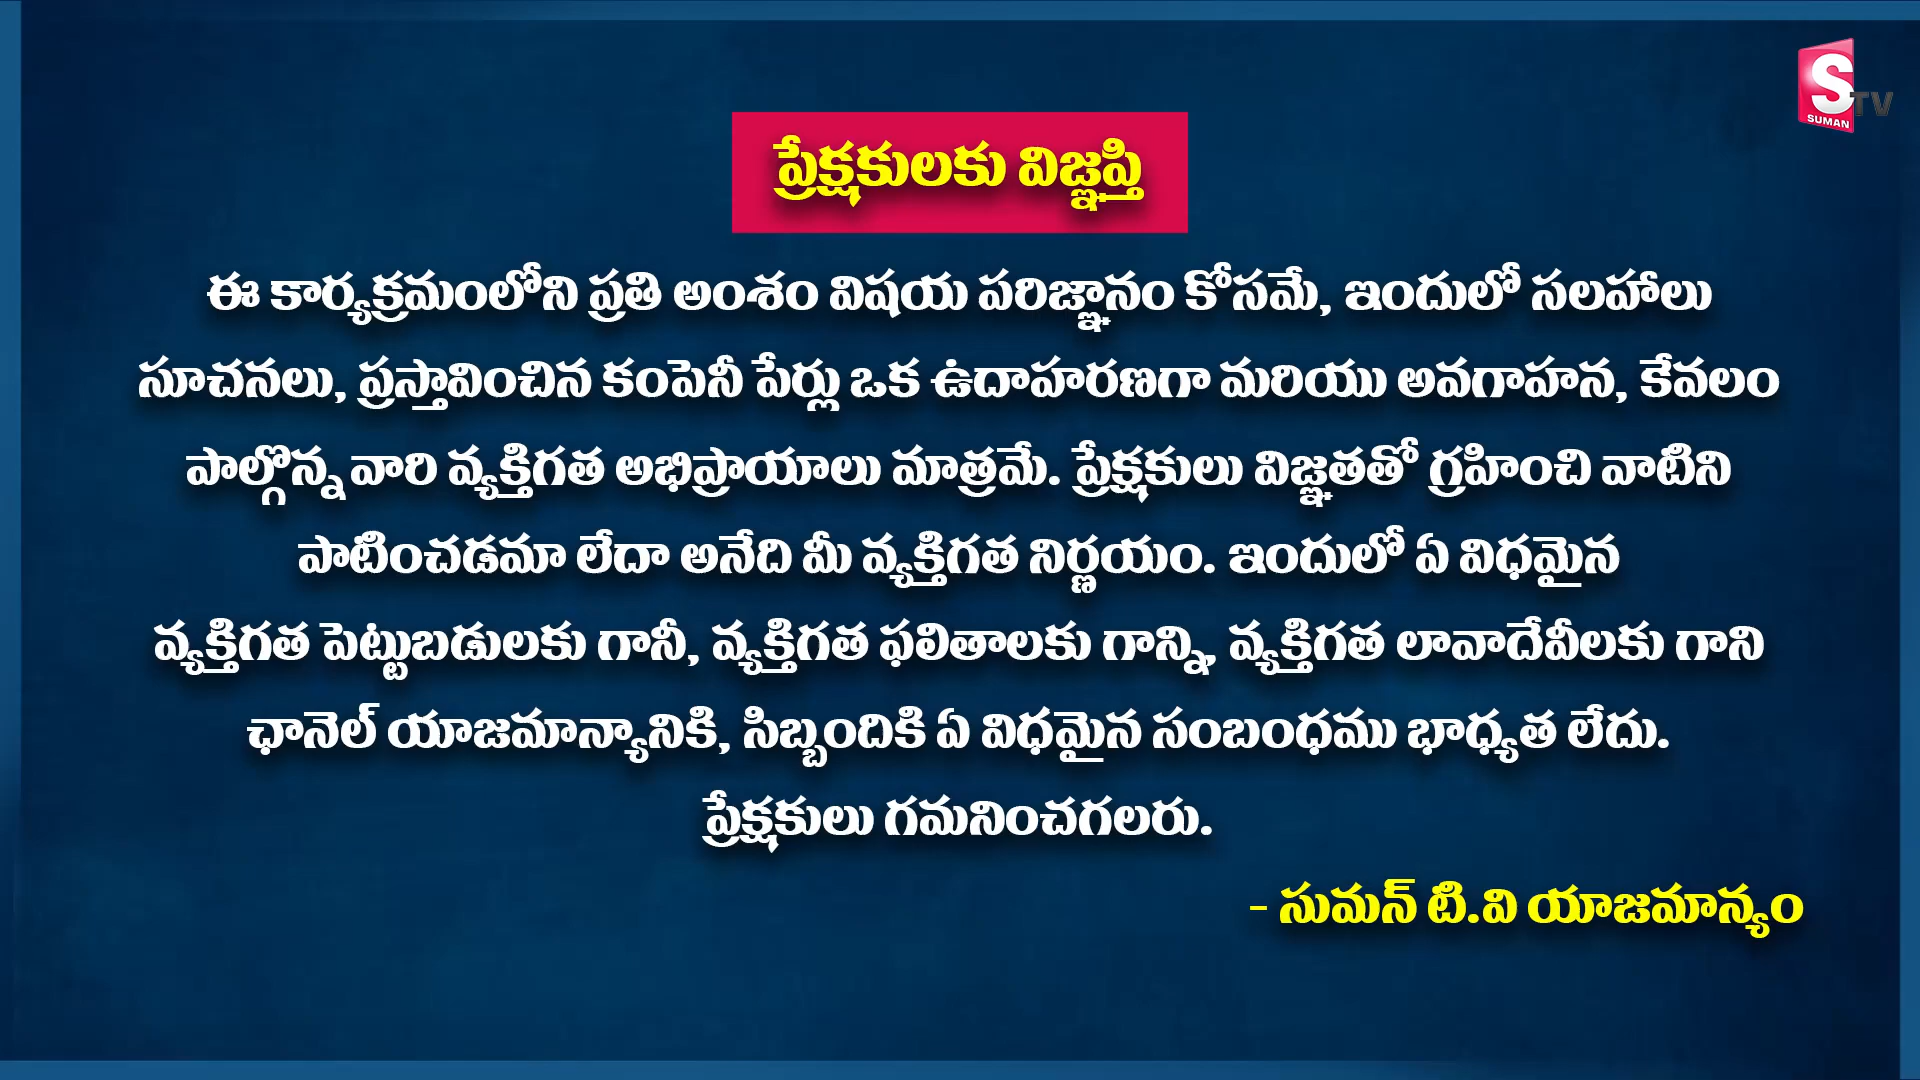 S TV
SUMAN
ప్రేక్షకులకు విజ్ఞప్తి
ఈ కార్యక్రమంలోని ప్రతి అంశం విషయ పరిజ్ఞానం కోసమే, ఇందులో సలహాలు
సూచనలు, ప్రస్తావించిన కంపెనీ పేర్లు ఒక ఉదాహరణగా మరియు అవగాహన, కేవలం
పాల్గొన్న వారి వ్యక్తిగత అభిప్రాయాలు మాత్రమే. ప్రేక్షకులు విజ్ఞతతో గ్రహించి వాటిని
పాటించడమా లేదా అనేది మీ వ్యక్తిగత నిర్ణయం. ఇందులో ఏ విధమైన
వ్యక్తిగత పెట్టుబడులకు గానీ, వ్యక్తిగత ఫలితాలకు గాన్ని, వ్యక్తిగత లావాదేవీలకు గాని
ఛానెల్ యాజమాన్యానికి, సిబ్బందికి ఏ విధమైన సంబంధము భాధ్యత లేదు.
ప్రేక్షకులు గమనించగలరు.
- సుమన్ టి.వి యాజమాన్యం